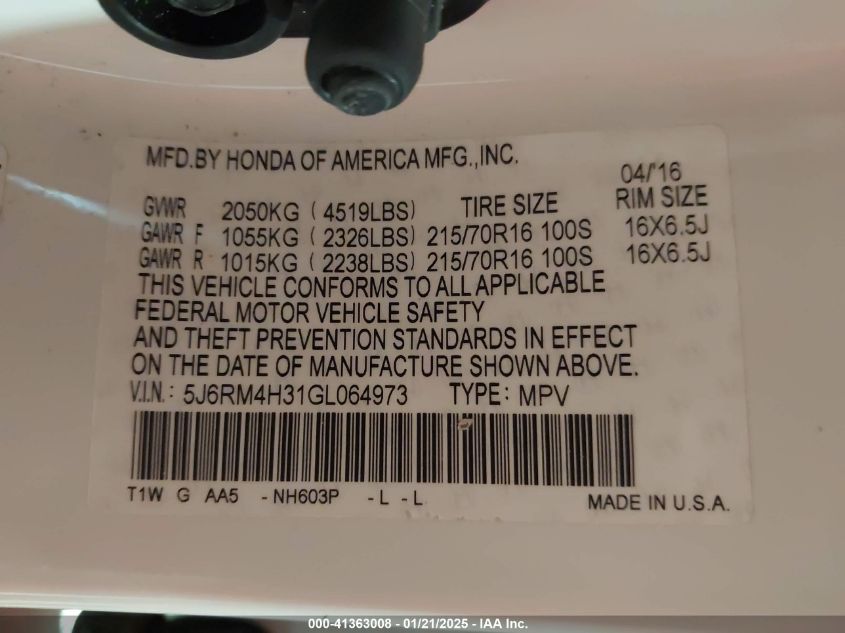 MFD.BY HONDA OF AMERICA MFG.,INC.
04/'16
GVWR 2050KG ( 4519LBS) TIRE SIZE RIM SIZE
GAWR F 1055KG ( 2326LBS) 215/70R16 100S 16X6.5J
GAWR R 1015KG ( 2238LBS) 215/70R16 100S 16X6.5J
THIS VEHICLE CONFORMS TO ALL APPLICABLE
FEDERAL MOTOR VEHICLE SAFETY
AND THEFT PREVENTION STANDARDS IN EFFECT
ON THE DATE OF MANUFACTURE SHOWN ABOVE.
V.I.N.: 5J6RM4H31GL064973 TYPE: MPV
T1W G AA5 -NH603P -L -L
MADE IN U.S.A.
000-41363008 - 01/21/2025 - IAA Inc.